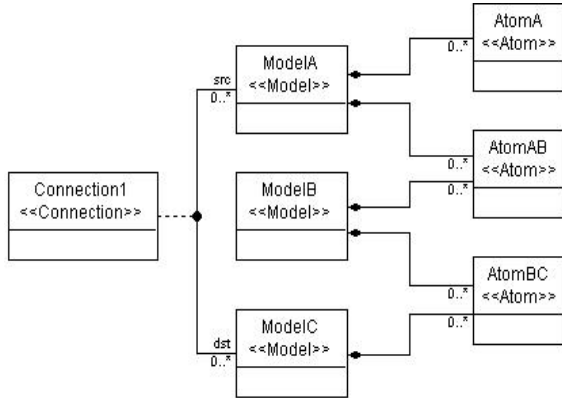 AtomA
<<Atom>>
0..*
ModelA
<<Model>>
src
0..*
AtomAB
<<Atom>>
0..*
0..*
Connection1
<<Connection>>
ModelB
<<Model>>
AtomBC
<<Atom>>
0..*
0..*
ModelC
<<Model>>
dst
0..*